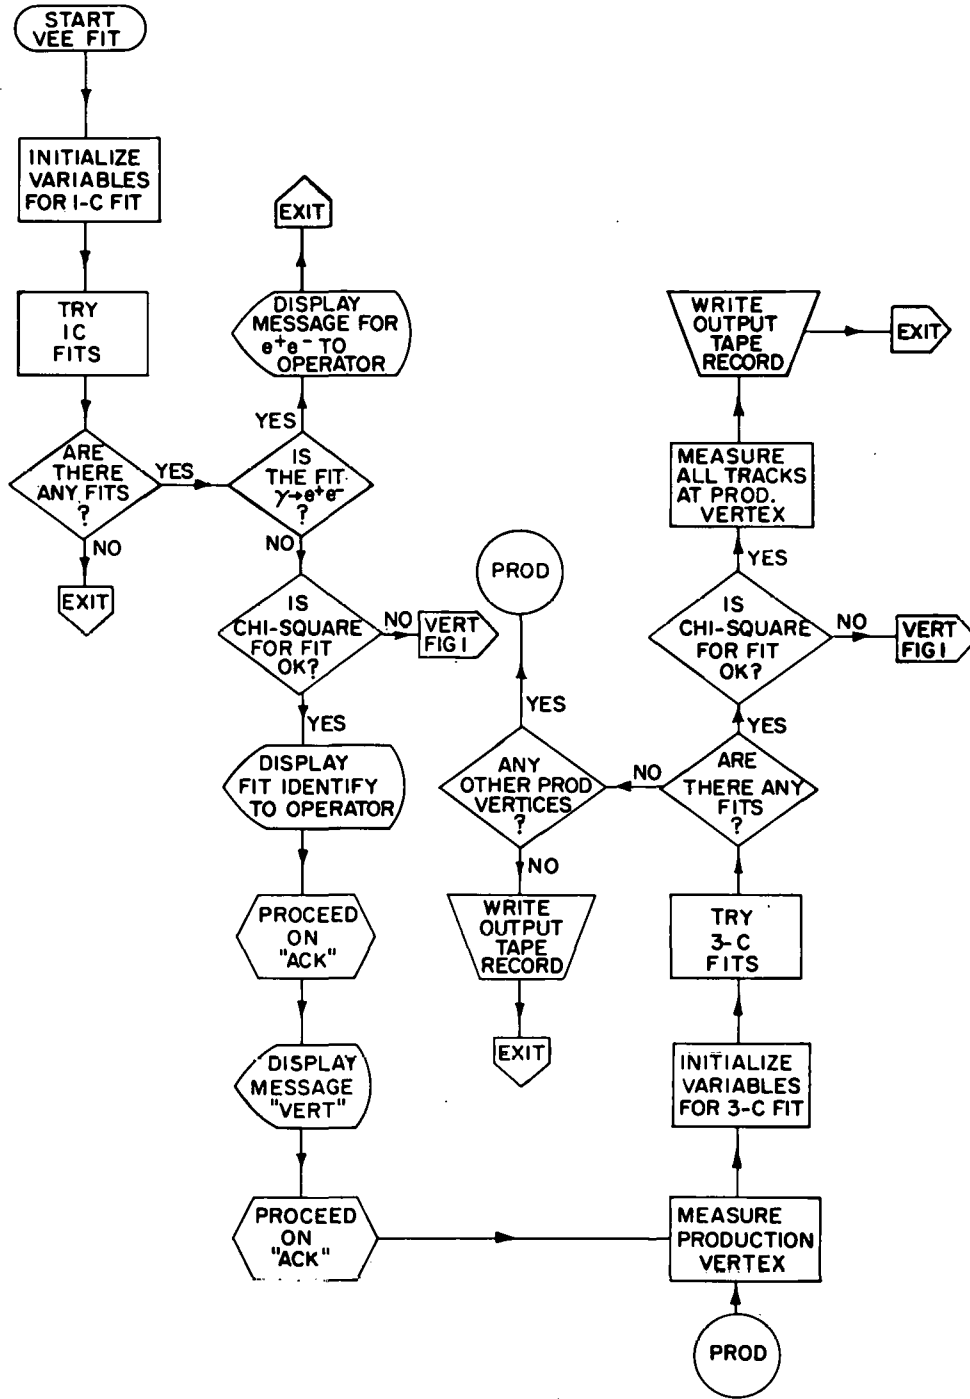 START
VEE FIT
INITIALIZE
VARIABLES
FOR 1-C FIT
TRY
1C
FITS
ARE
THERE
ANY FITS
?
YES
NO
EXIT
EXIT
DISPLAY
MESSAGE FOR
e⁺e⁻ TO
OPERATOR
YES
IS
THE FIT
γ→e⁺e⁻
?
NO
IS
CHI-SQUARE
FOR FIT
OK?
NO
VERT
FIG 1
YES
DISPLAY
FIT IDENTIFY
TO OPERATOR
PROCEED
ON
"ACK"
DISPLAY
MESSAGE
"VERT"
PROCEED
ON
"ACK"
PROD
YES
ANY
OTHER PROD
VERTICES
?
NO
WRITE
OUTPUT
TAPE
RECORD
EXIT
WRITE
OUTPUT
TAPE
RECORD
EXIT
MEASURE
ALL TRACKS
AT PROD.
VERTEX
YES
IS
CHI-SQUARE
FOR FIT
OK?
NO
VERT
FIG 1
YES
ARE
THERE ANY
FITS
?
NO
TRY
3-C
FITS
INITIALIZE
VARIABLES
FOR 3-C FIT
MEASURE
PRODUCTION
VERTEX
PROD